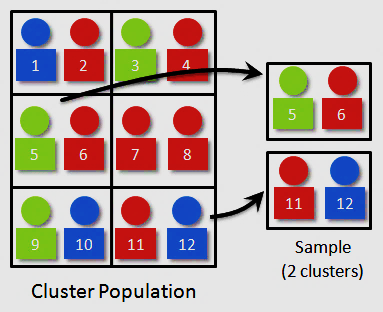 1 2 3 4
5 6 7 8
9 10 11 12
5 6
11 12
Sample
(2 clusters)
Cluster Population